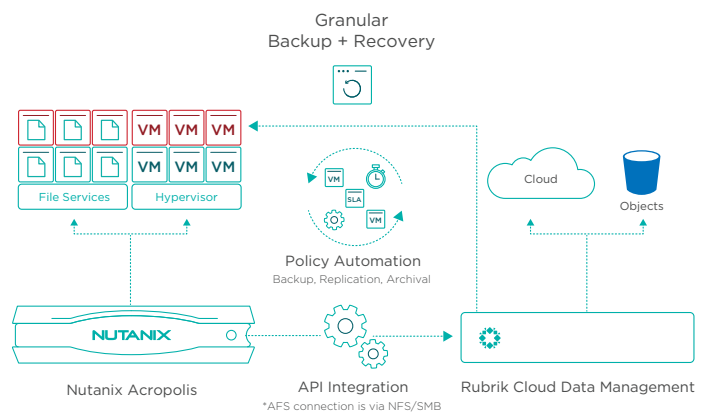 Granular
Backup + Recovery
VM VM VM
VM VM VM
File Services
Hypervisor
VM
SLA
VM
Cloud
Objects
Policy Automation
Backup, Replication, Archival
NUTANIX
Nutanix Acropolis
API Integration
*AFS connection is via NFS/SMB
Rubrik Cloud Data Management